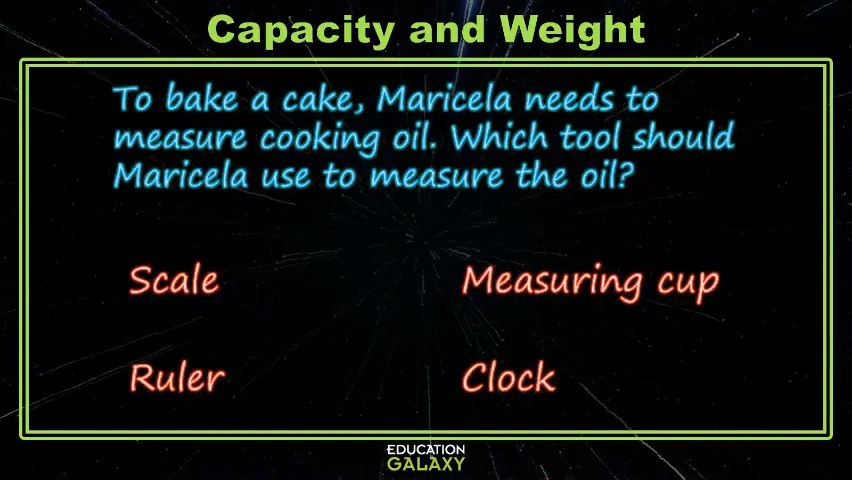 Capacity and Weight
To bake a cake, Maricela needs to
measure cooking oil. Which tool should
Maricela use to measure the oil?
Scale
Measuring cup
Ruler
Clock
EDUCATION
GALAXY